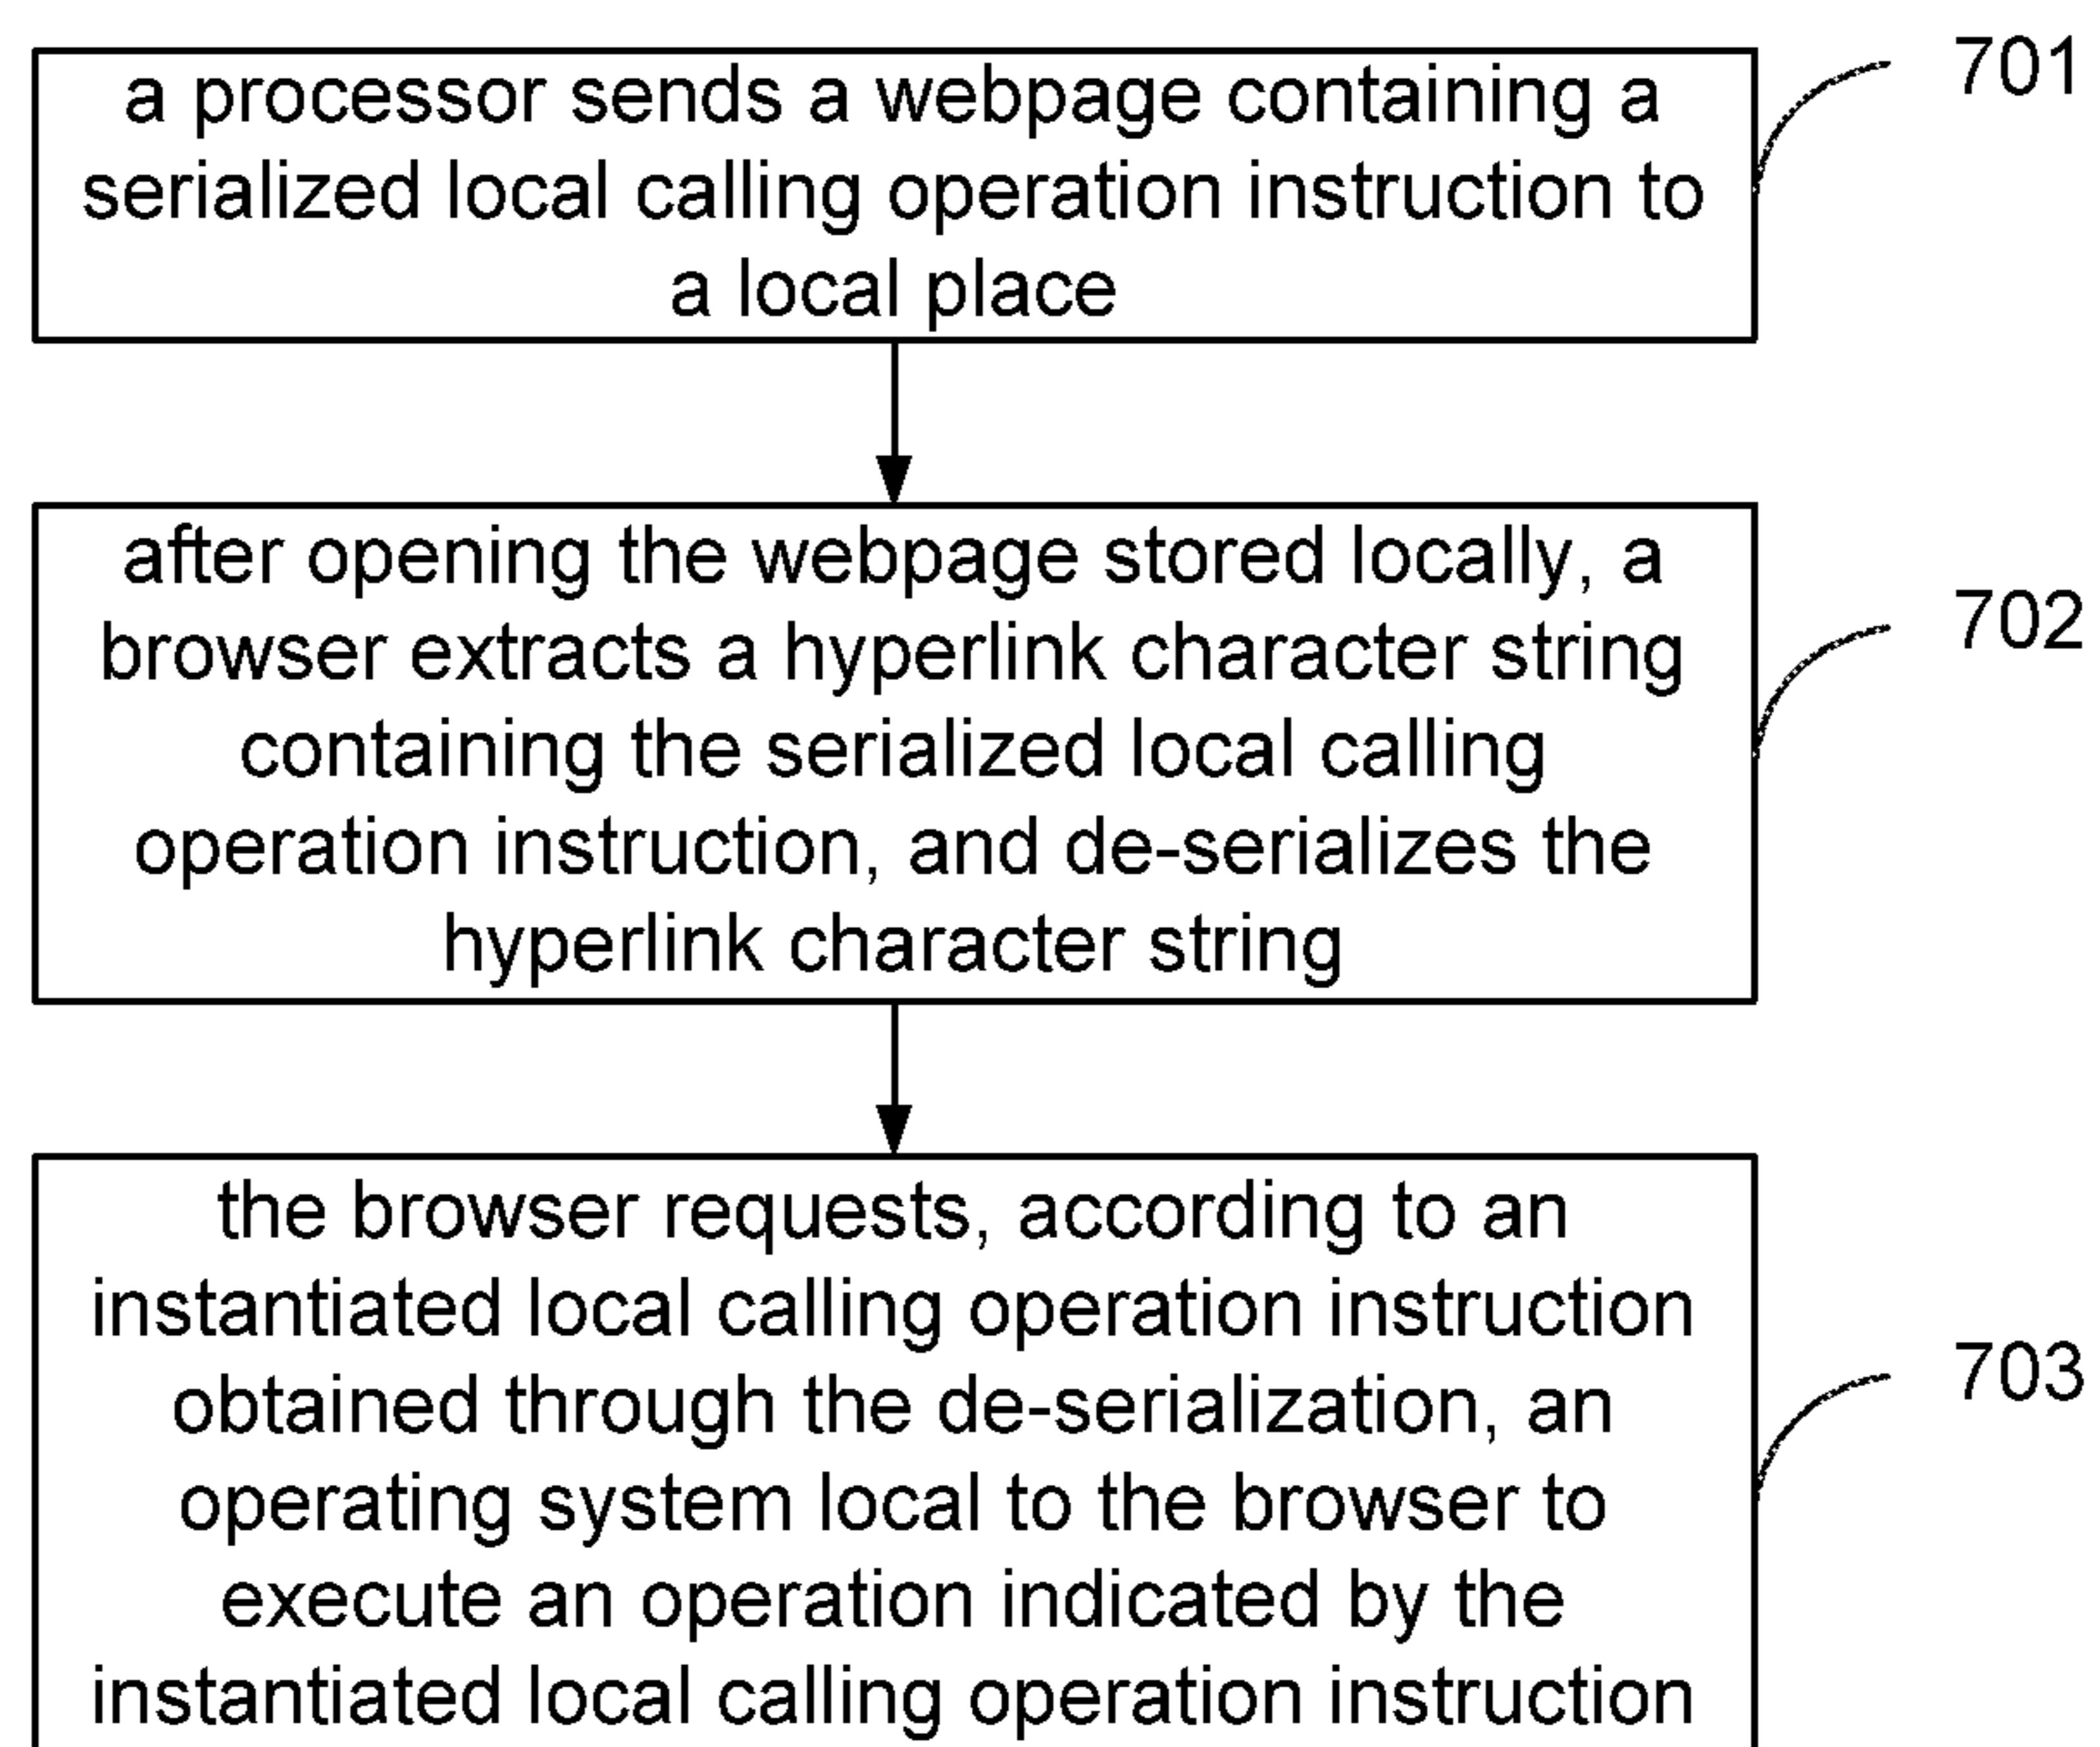 a processor sends a webpage containing a
serialized local calling operation instruction to
a local place
701
after opening the webpage stored locally, a
browser extracts a hyperlink character string
containing the serialized local calling
operation instruction, and de-serializes the
hyperlink character string
702
the browser requests, according to an
instantiated local calling operation instruction
obtained through the de-serialization, an
operating system local to the browser to
execute an operation indicated by the
instantiated local calling operation instruction
703